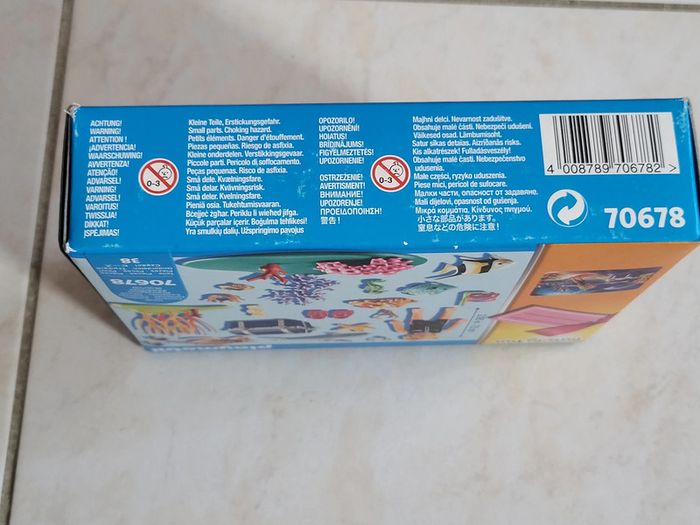 ACHTUNG!
WARNING!
ATTENTION !
¡ADVERTENCIA!
WAARSCHUWING!
AVVERTENZA!
ATENÇÃO!
ADVARSEL!
VARNING!
ADVARSEL!
VAROITUS!
TWISSIJA!
DIKKAT!
ĮSPĖJIMAS!
0-3
Kleine Teile, Erstickungsgefahr.
Small parts. Choking hazard.
Petits éléments. Danger d'étouffement.
Piezas pequeñas. Riesgo de asfixia.
Kleine onderdelen. Verstikkingsgevaar.
Piccole parti. Pericolo di soffocamento.
Peças pequenas. Risco de asfixia.
Små dele. Kvælningsfare.
Små delar. Kvävningsrisk.
Små deler. Kvelningsfare.
Pieniä osia. Tukehtumisvaaran.
Bċejjeċ żgħar. Periklu li wieħed jifga.
Küçük parçalar içerir. Boğulma tehlikesi!
Yra smulkių dalių. Užspringimo pavojus
OPOZORILO!
UPOZORNĚNÍ!
HOIATUS!
BRĪDINĀJUMS!
FIGYELMEZTETÉS!
UPOZORNENIE!
OSTRZEŻENIE!
AVERTISMENT!
ВНИМАНИЕ!
UPOZORENJE!
ΠΡΟΕΙΔΟΠΟΙΗΣΗ!
警告!
0-3
Majhni delci. Nevarnost zadušitve.
Obsahuje malé části. Nebezpečí udušení.
Väikesed osad. Lämbumisoht.
Satur sīkas detaļas. Aizrīšanās risks.
Kis alkatrészek! Fulladásveszély!
Obsahuje malé časti. Nebezpečenstvo
udusenia.
Małe części, ryzyko uduszenia.
Piese mici, pericol de sufocare.
Малки части, опасност от задавяне.
Mali dijelovi, opasnost od gušenja.
Μικρά κομμάτια. Κίνδυνος πνιγμού.
小さな部品があります。
窒息などの危険に注意!
4 008789 706782 >
70678
70678
38
playmobil